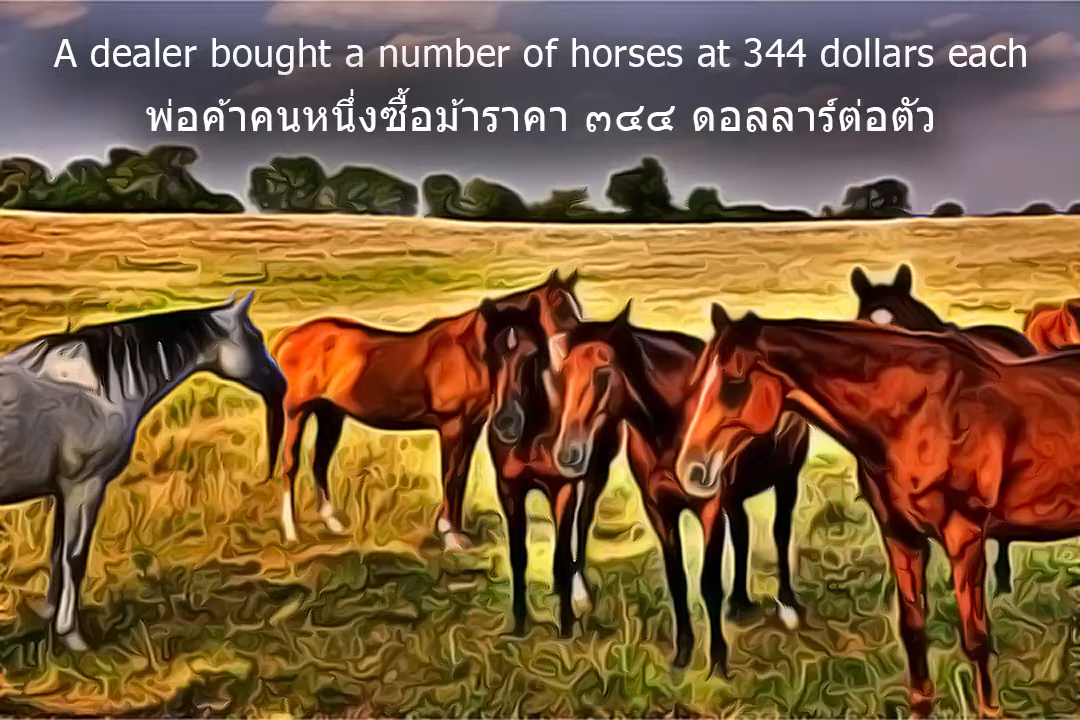 A dealer bought a number of horses at 344 dollars each
พ่อค้าคนหนึ่งซื้อม้าราคา ๓๔๔ ดอลลาร์ต่อตัว